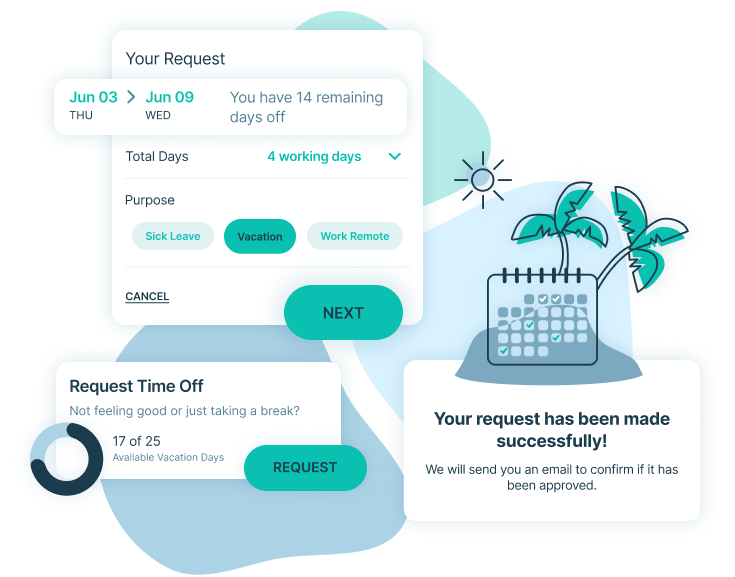 Your Request
Jun 03 > Jun 09
THU WED
You have 14 remaining
days off
Total Days 4 working days
Purpose
Sick Leave Vacation Work Remote
CANCEL
NEXT
Request Time Off
Not feeling good or just taking a break?
17 of 25
Available Vacation Days
REQUEST
Your request has been made
successfully!
We will send you an email to confirm if it has
been approved.